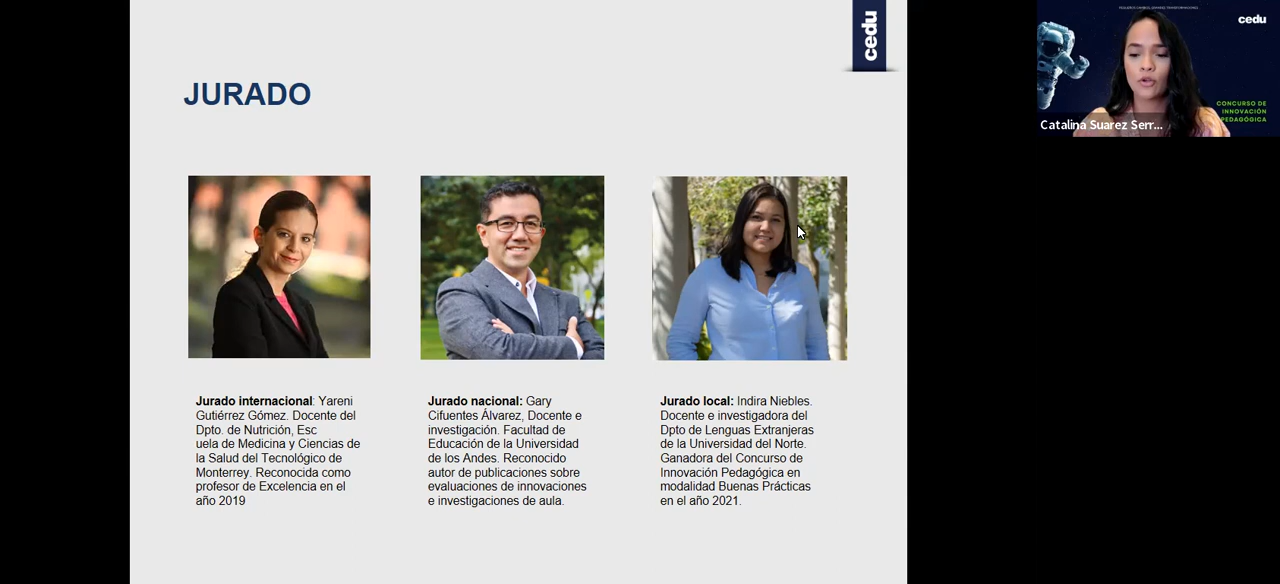 cedu
JURADO
Jurado internacional: Yareni
Gutiérrez Gómez. Docente del
Dpto. de Nutrición, Esc
uela de Medicina y Ciencias de
la Salud del Tecnológico de
Monterrey. Reconocida como
profesor de Excelencia en el
año 2019
Jurado nacional: Gary
Cifuentes Álvarez, Docente e
investigación. Facultad de
Educación de la Universidad
de los Andes. Reconocido
autor de publicaciones sobre
evaluaciones de innovaciones
e investigaciones de aula.
Jurado local: Indira Niebles.
Docente e investigadora del
Dpto de Lenguas Extranjeras
de la Universidad del Norte.
Ganadora del Concurso de
Innovación Pedagógica en
modalidad Buenas Prácticas
en el año 2021.
cedu
CONCURSO DE
INNOVACIÓN
PEDAGÓGICA
Catalina Suarez Serr...